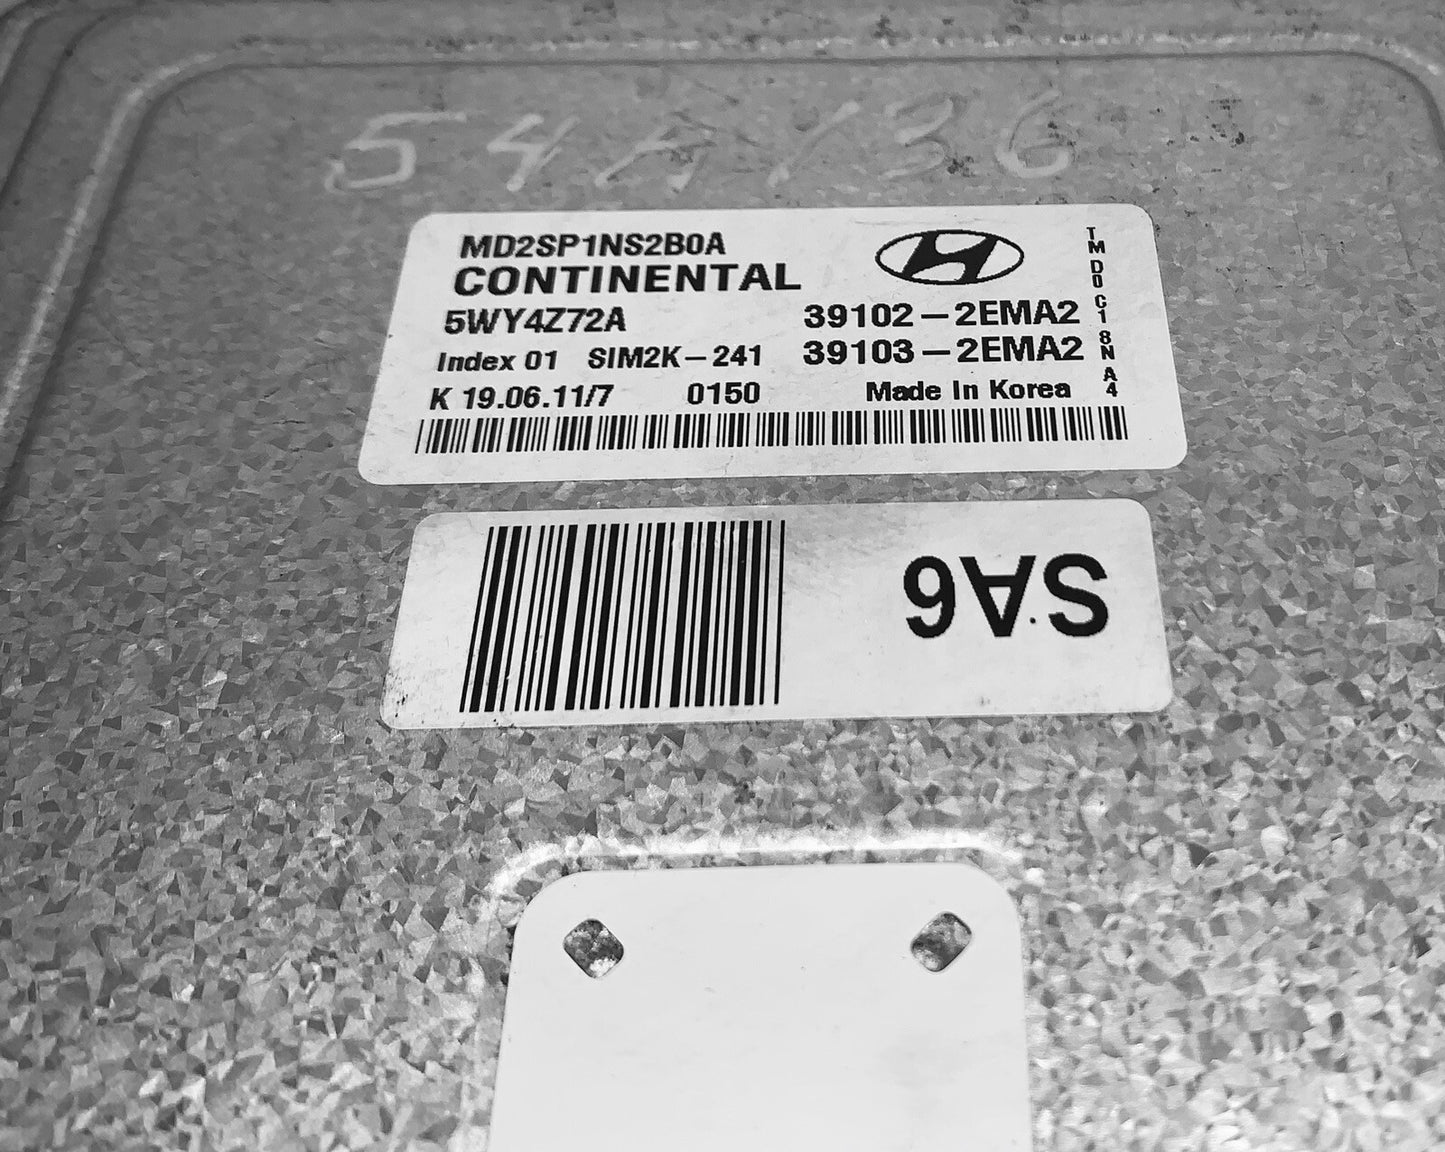 54A136
MD2SP1NS2B0A
CONTINENTAL
5WY4Z72A 39102-2EMA2
Index 01 SIM2K-241 39103-2EMA2
K 19.06.11/7 0150 Made In Korea
TM D0 C1 8N A4
SA6